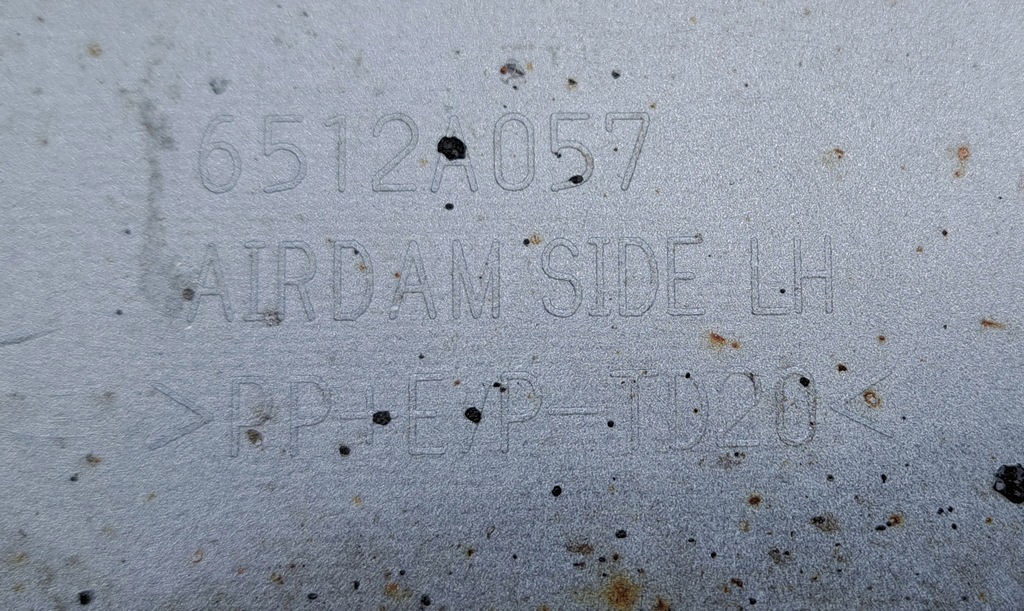 6512A057
AIRDAM SIDE LH
>PP+E/P-TD20<